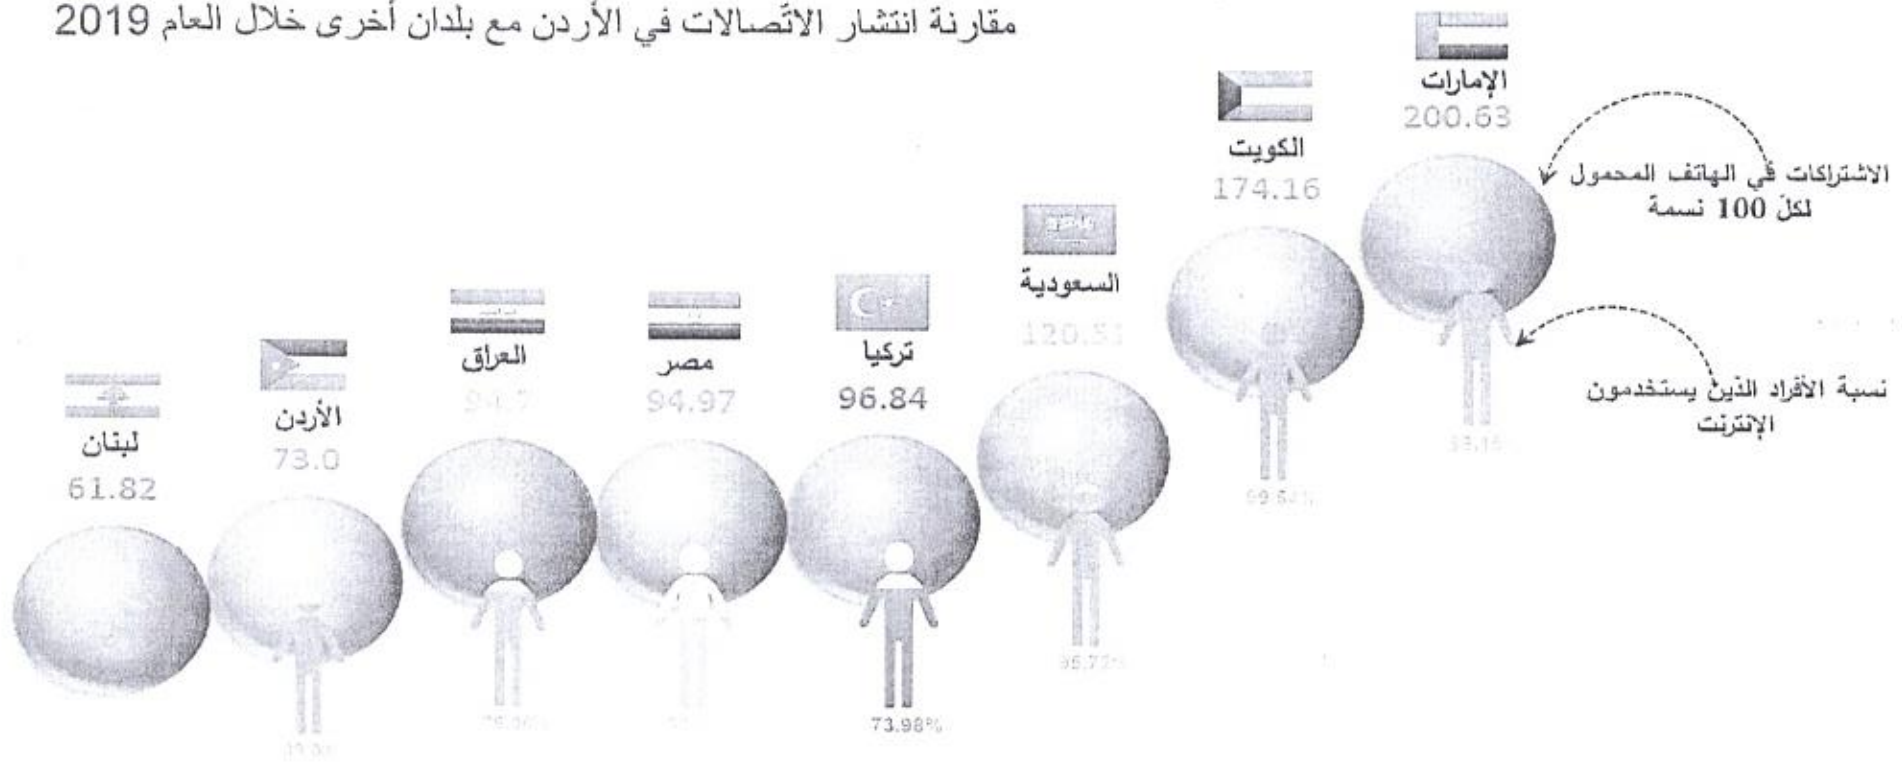 مقارنة انتشار الاتّصالات في الأردن مع بلدان أخرى خلال العام 2019
الإمارات
200.63
الاشتراكات في الهاتف المحمول
لكلّ 100 نسمة
نسبة الأفراد الذين يستخدمون
الإنترنت
الكويت
174.16
السعودية
تركيا
96.84
73.98%
مصر
94.97
العراق
الأردن
73.0
لبنان
61.82